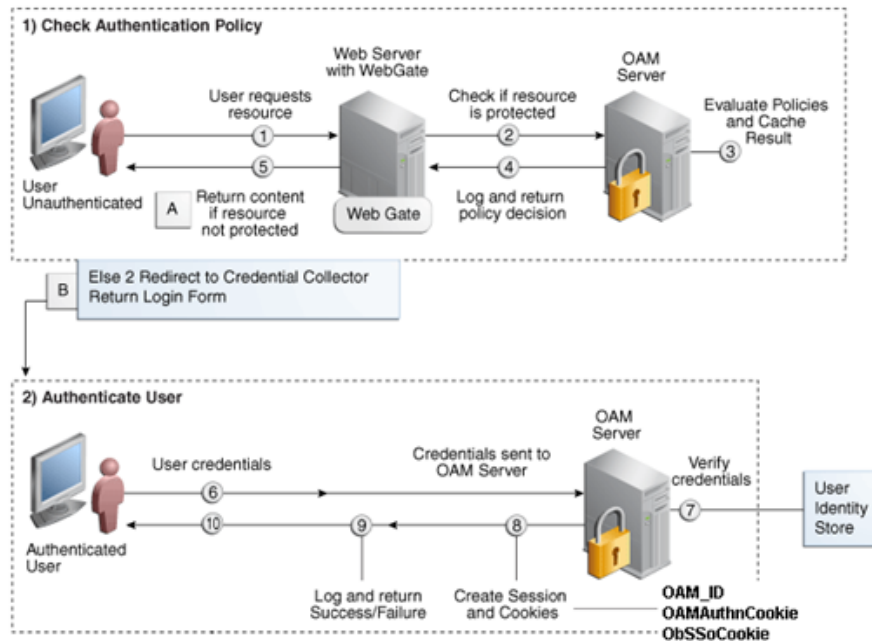 1) Check Authentication Policy
Web Server
with WebGate
OAM
Server
User requests
resource
Check if resource
is protected
Evaluate Policies
and Cache
Result
1
2
3
5
4
User
Unauthenticated
A
Return content
if resource
not protected
Web Gate
Log and return
policy decision
B
Else 2 Redirect to Credential Collector
Return Login Form
2) Authenticate User
OAM
Server
User credentials
Credentials sent to
OAM Server
Verify
credentials
6
7
User
Identity
Store
10
9
8
Authenticated
User
Log and return
Success/Failure
Create Session
and Cookies
OAM_ID
OAMAuthnCookie
ObSSoCookie